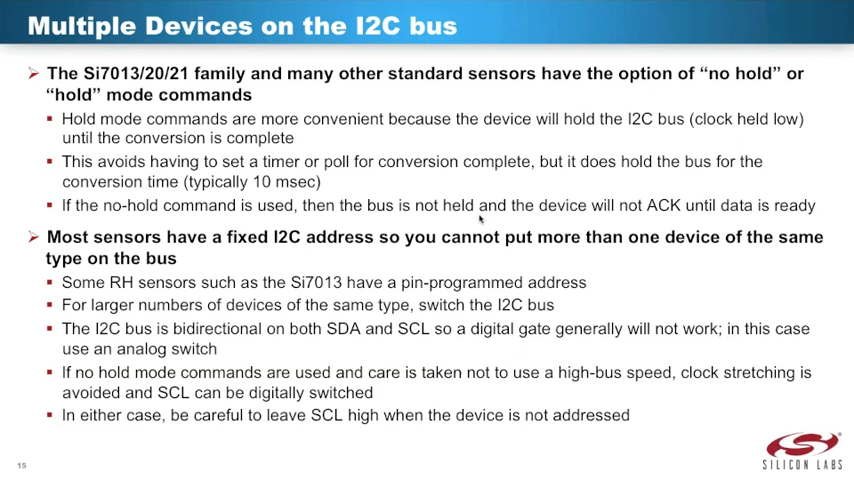 Multiple Devices on the I2C bus
The Si7013/20/21 family and many other standard sensors have the option of “no hold” or
“hold” mode commands
Hold mode commands are more convenient because the device will hold the I2C bus (clock held low)
until the conversion is complete
This avoids having to set a timer or poll for conversion complete, but it does hold the bus for the
conversion time (typically 10 msec)
If the no-hold command is used, then the bus is not held and the device will not ACK until data is ready
Most sensors have a fixed I2C address so you cannot put more than one device of the same
type on the bus
Some RH sensors such as the Si7013 have a pin-programmed address
For larger numbers of devices of the same type, switch the I2C bus
The I2C bus is bidirectional on both SDA and SCL so a digital gate generally will not work; in this case
use an analog switch
If no hold mode commands are used and care is taken not to use a high-bus speed, clock stretching is
avoided and SCL can be digitally switched
In either case, be careful to leave SCL high when the device is not addressed
15
SILICON LABS